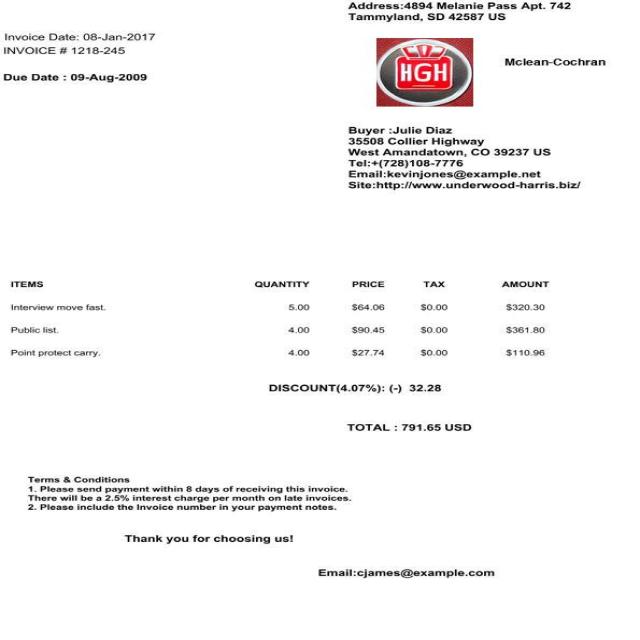 Address:4894 Melanie Pass Apt. 742
Tammyland, SD 42587 US
Invoice Date: 08-Jan-2017
INVOICE # 1218-245
Due Date : 09-Aug-2009
HGH
Mclean-Cochran
Buyer :Julie Diaz
35508 Collier Highway
West Amandatown, CO 39237 US
Tel:+(728)108-7776
Email:kevinjones@example.net
Site:http://www.underwood-harris.biz/
ITEMS QUANTITY PRICE TAX AMOUNT
Interview move fast. 5.00 $64.06 $0.00 $320.30
Public list. 4.00 $90.45 $0.00 $361.80
Point protect carry. 4.00 $27.74 $0.00 $110.96
DISCOUNT(4.07%): (-) 32.28
TOTAL : 791.65 USD
Terms & Conditions
1. Please send payment within 8 days of receiving this invoice.
There will be a 2.5% interest charge per month on late invoices.
2. Please include the Invoice number in your payment notes.
Thank you for choosing us!
Email:cjames@example.com